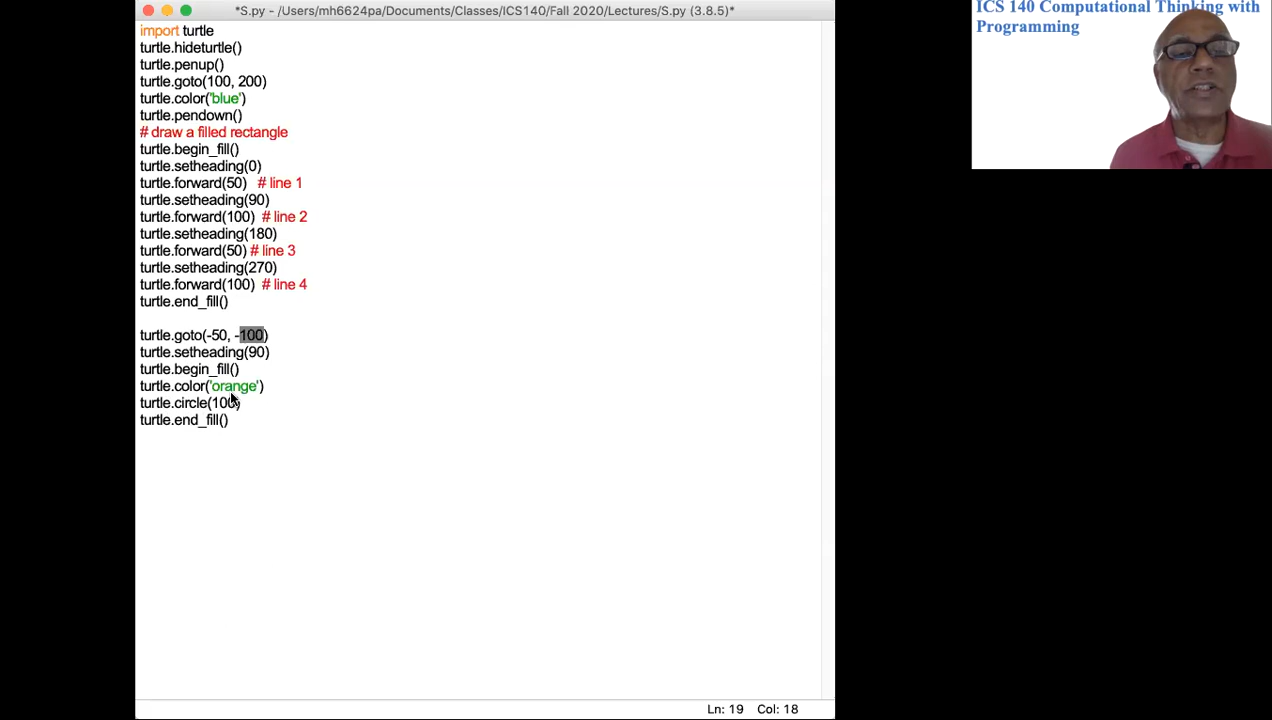 *S.py - /Users/mh6624pa/Documents/Classes/ICS140/Fall 2020/Lectures/S.py (3.8.5)*
import turtle
turtle.hideturtle()
turtle.penup()
turtle.goto(100, 200)
turtle.color('blue')
turtle.pendown()
# draw a filled rectangle
turtle.begin_fill()
turtle.setheading(0)
turtle.forward(50)   # line 1
turtle.setheading(90)
turtle.forward(100)  # line 2
turtle.setheading(180)
turtle.forward(50) # line 3
turtle.setheading(270)
turtle.forward(100)  # line 4
turtle.end_fill()
turtle.goto(-50, -100)
turtle.setheading(90)
turtle.begin_fill()
turtle.color('orange')
turtle.circle(100)
turtle.end_fill()
Ln: 19  Col: 18
ICS 140 Computational Thinking with
Programming